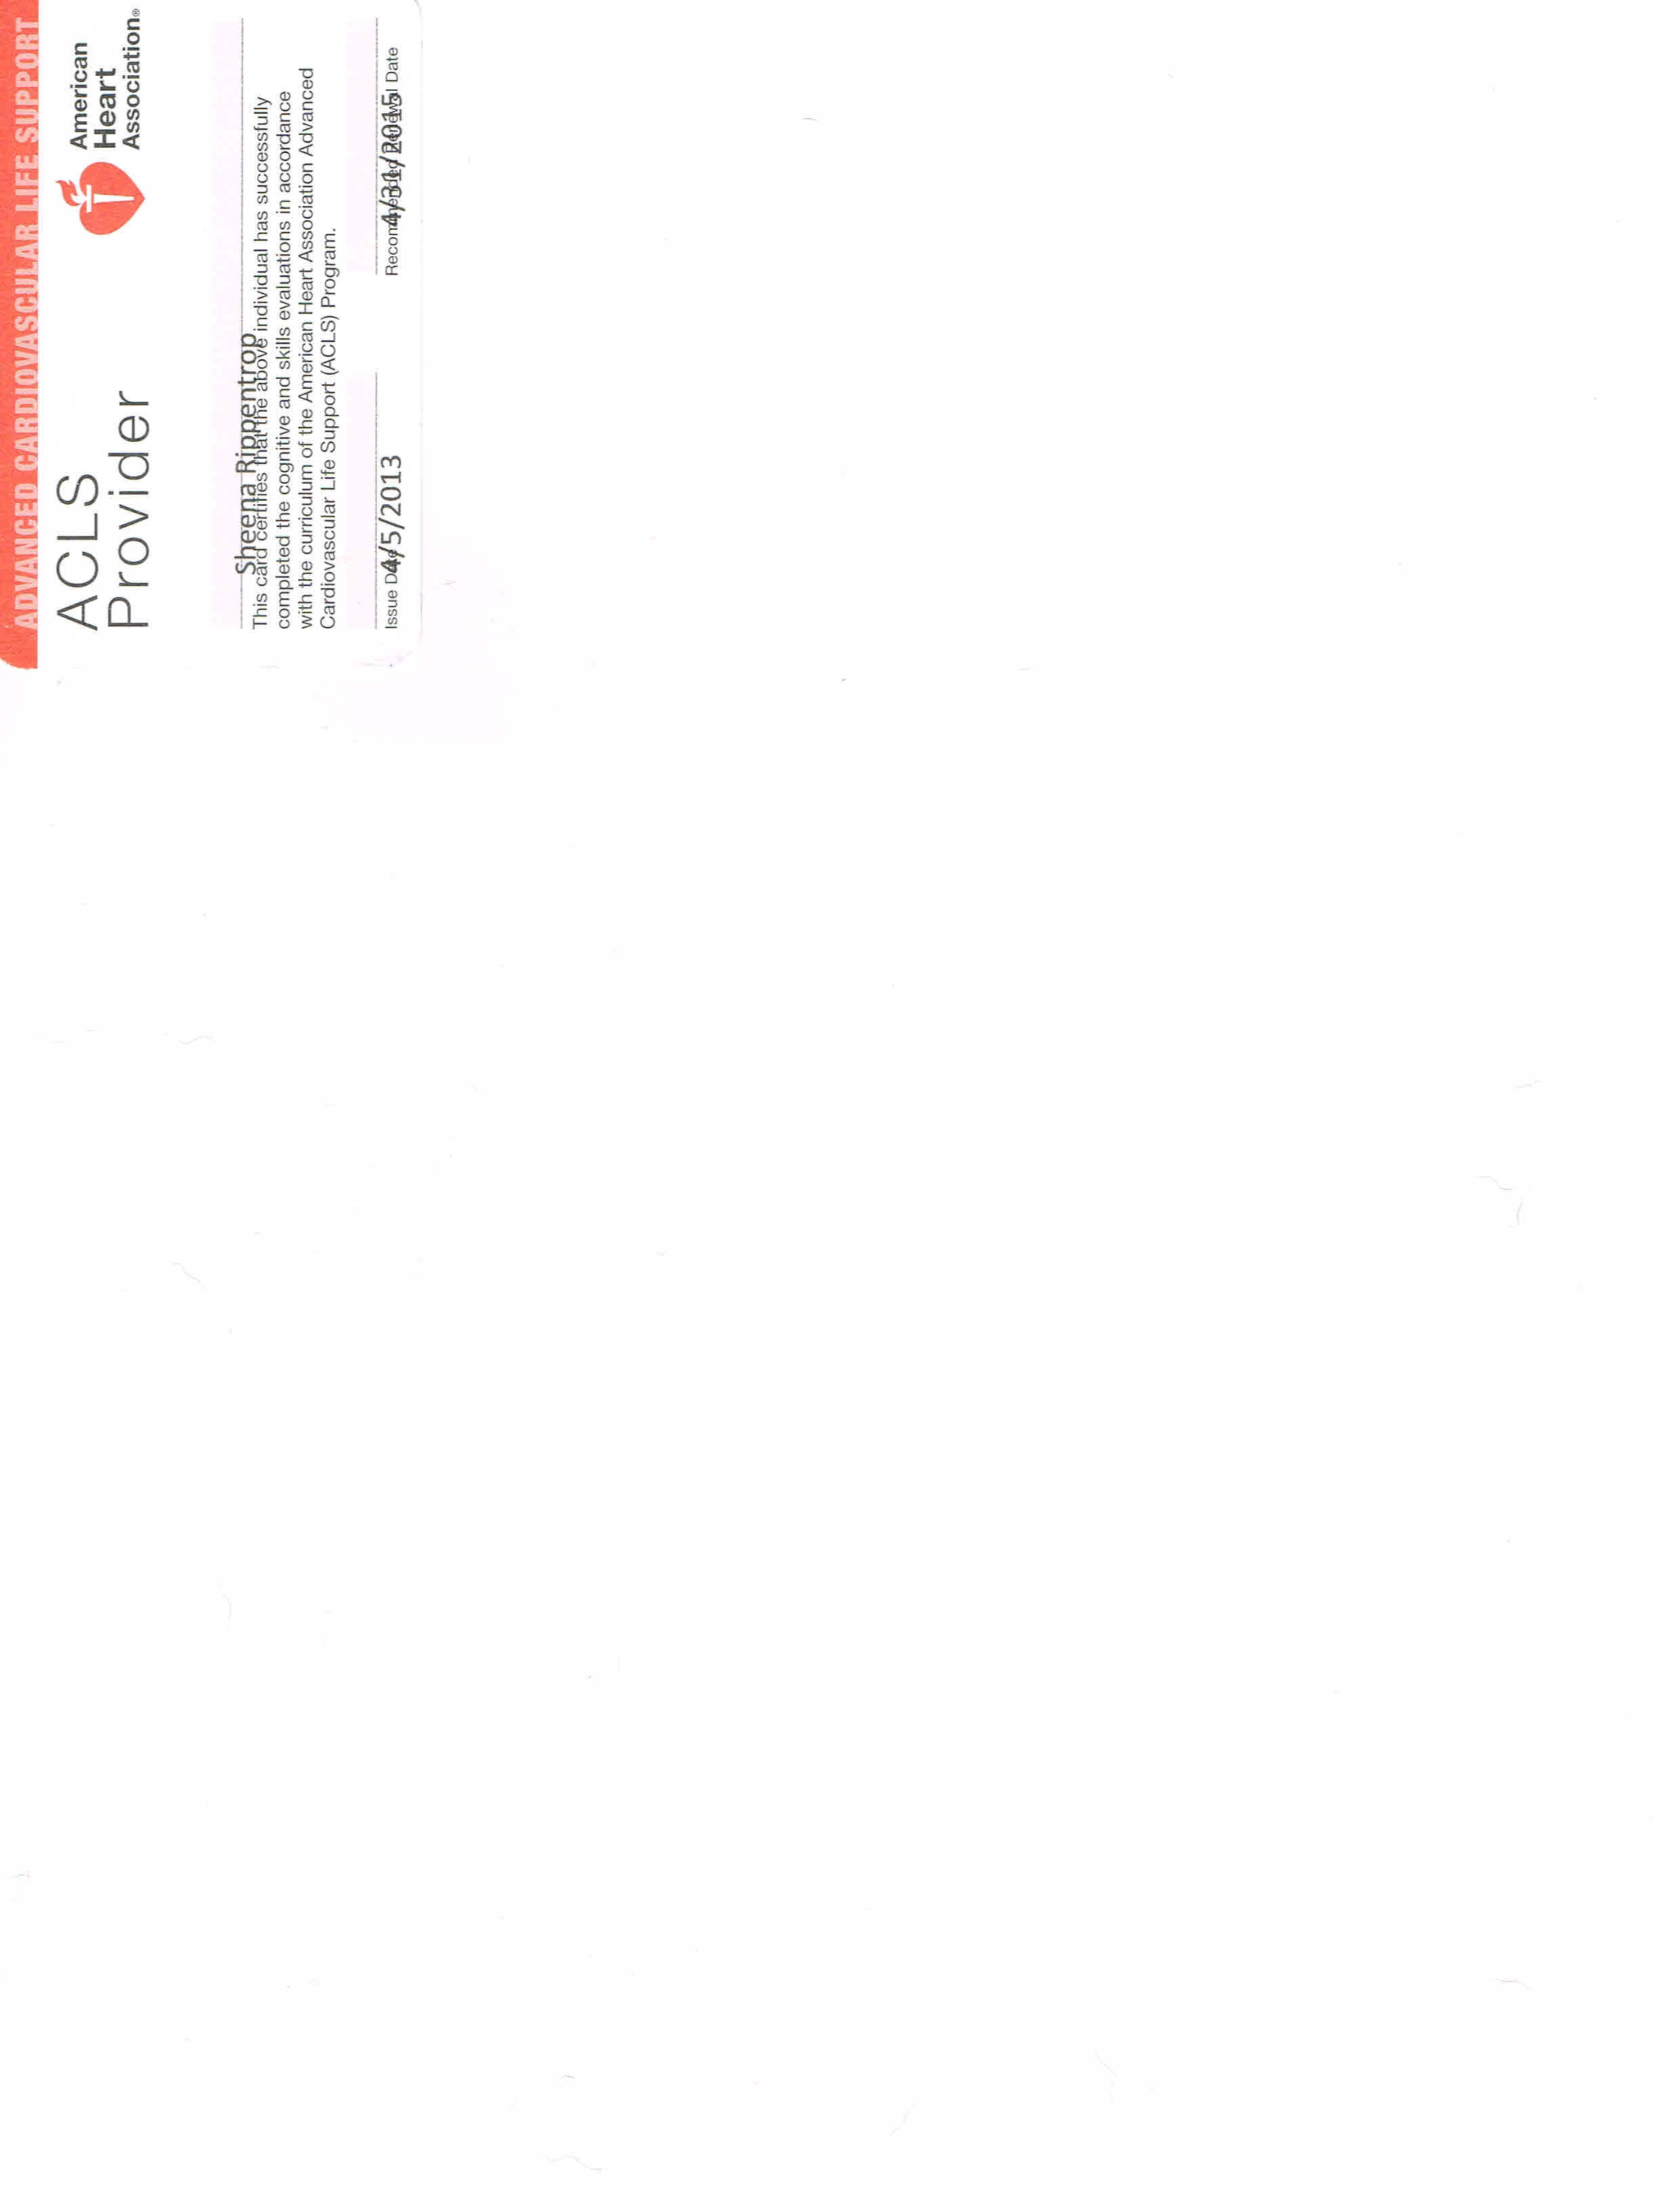 ADVANCED CARDIOVASCULAR LIFE SUPPORT
ACLS
Provider
American
Heart
Association®
Sheena Rippentrop
This card certifies that the above individual has successfully
completed the cognitive and skills evaluations in accordance
with the curriculum of the American Heart Association Advanced
Cardiovascular Life Support (ACLS) Program.
4/5/2013
4/31/2015
Issue Date
Recommended Renewal Date